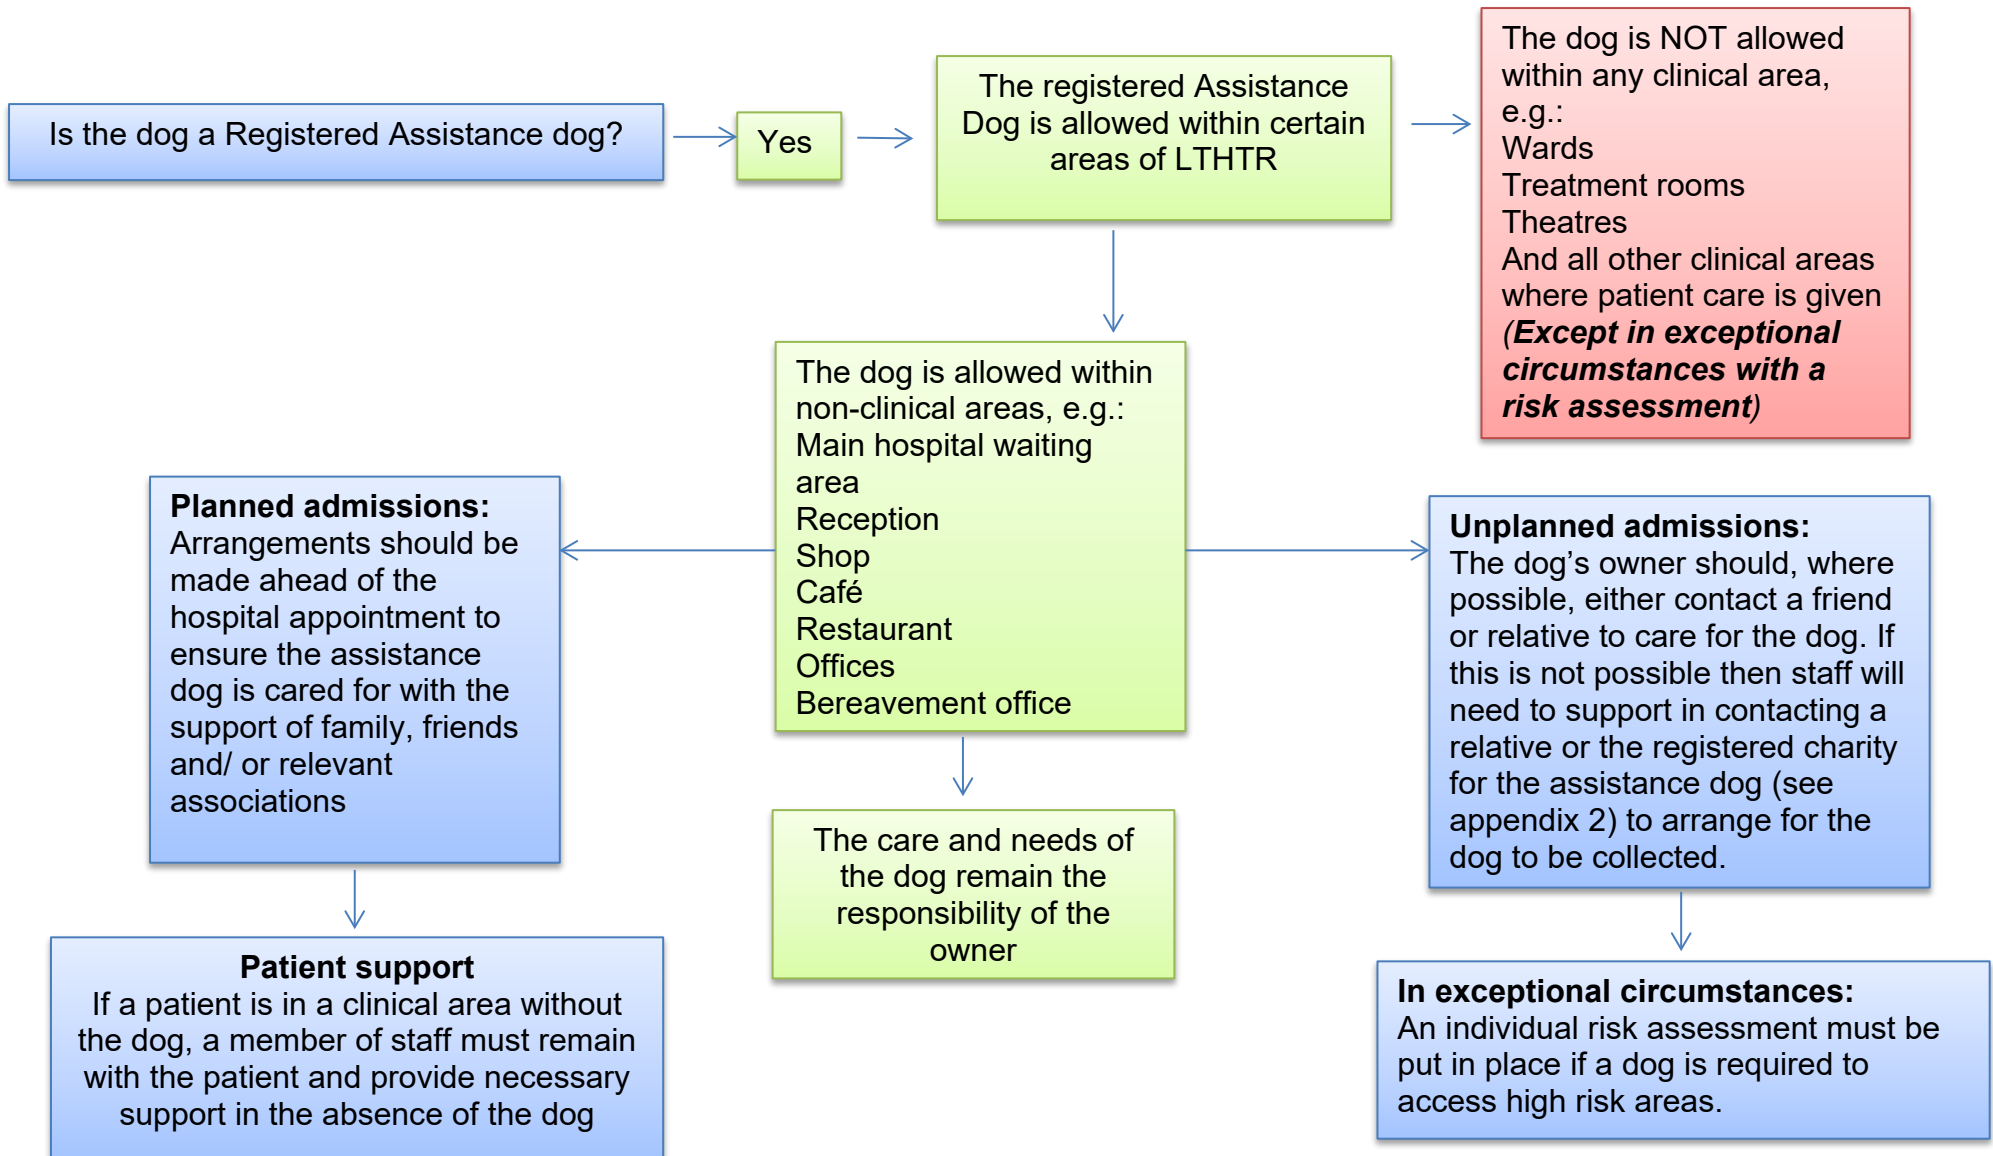 Is the dog a Registered Assistance dog?
Yes
The registered Assistance
Dog is allowed within certain
areas of LTHTR
The dog is NOT allowed
within any clinical area,
e.g.:
Wards
Treatment rooms
Theatres
And all other clinical areas
where patient care is given
(Except in exceptional
circumstances with a
risk assessment)
The dog is allowed within
non-clinical areas, e.g.:
Main hospital waiting
area
Reception
Shop
Café
Restaurant
Offices
Bereavement office
Planned admissions:
Arrangements should be
made ahead of the
hospital appointment to
ensure the assistance
dog is cared for with the
support of family, friends
and/ or relevant
associations
Unplanned admissions:
The dog’s owner should, where
possible, either contact a friend
or relative to care for the dog. If
this is not possible then staff will
need to support in contacting a
relative or the registered charity
for the assistance dog (see
appendix 2) to arrange for the
dog to be collected.
The care and needs of
the dog remain the
responsibility of the
owner
Patient support
If a patient is in a clinical area without
the dog, a member of staff must remain
with the patient and provide necessary
support in the absence of the dog
In exceptional circumstances:
An individual risk assessment must be
put in place if a dog is required to
access high risk areas.